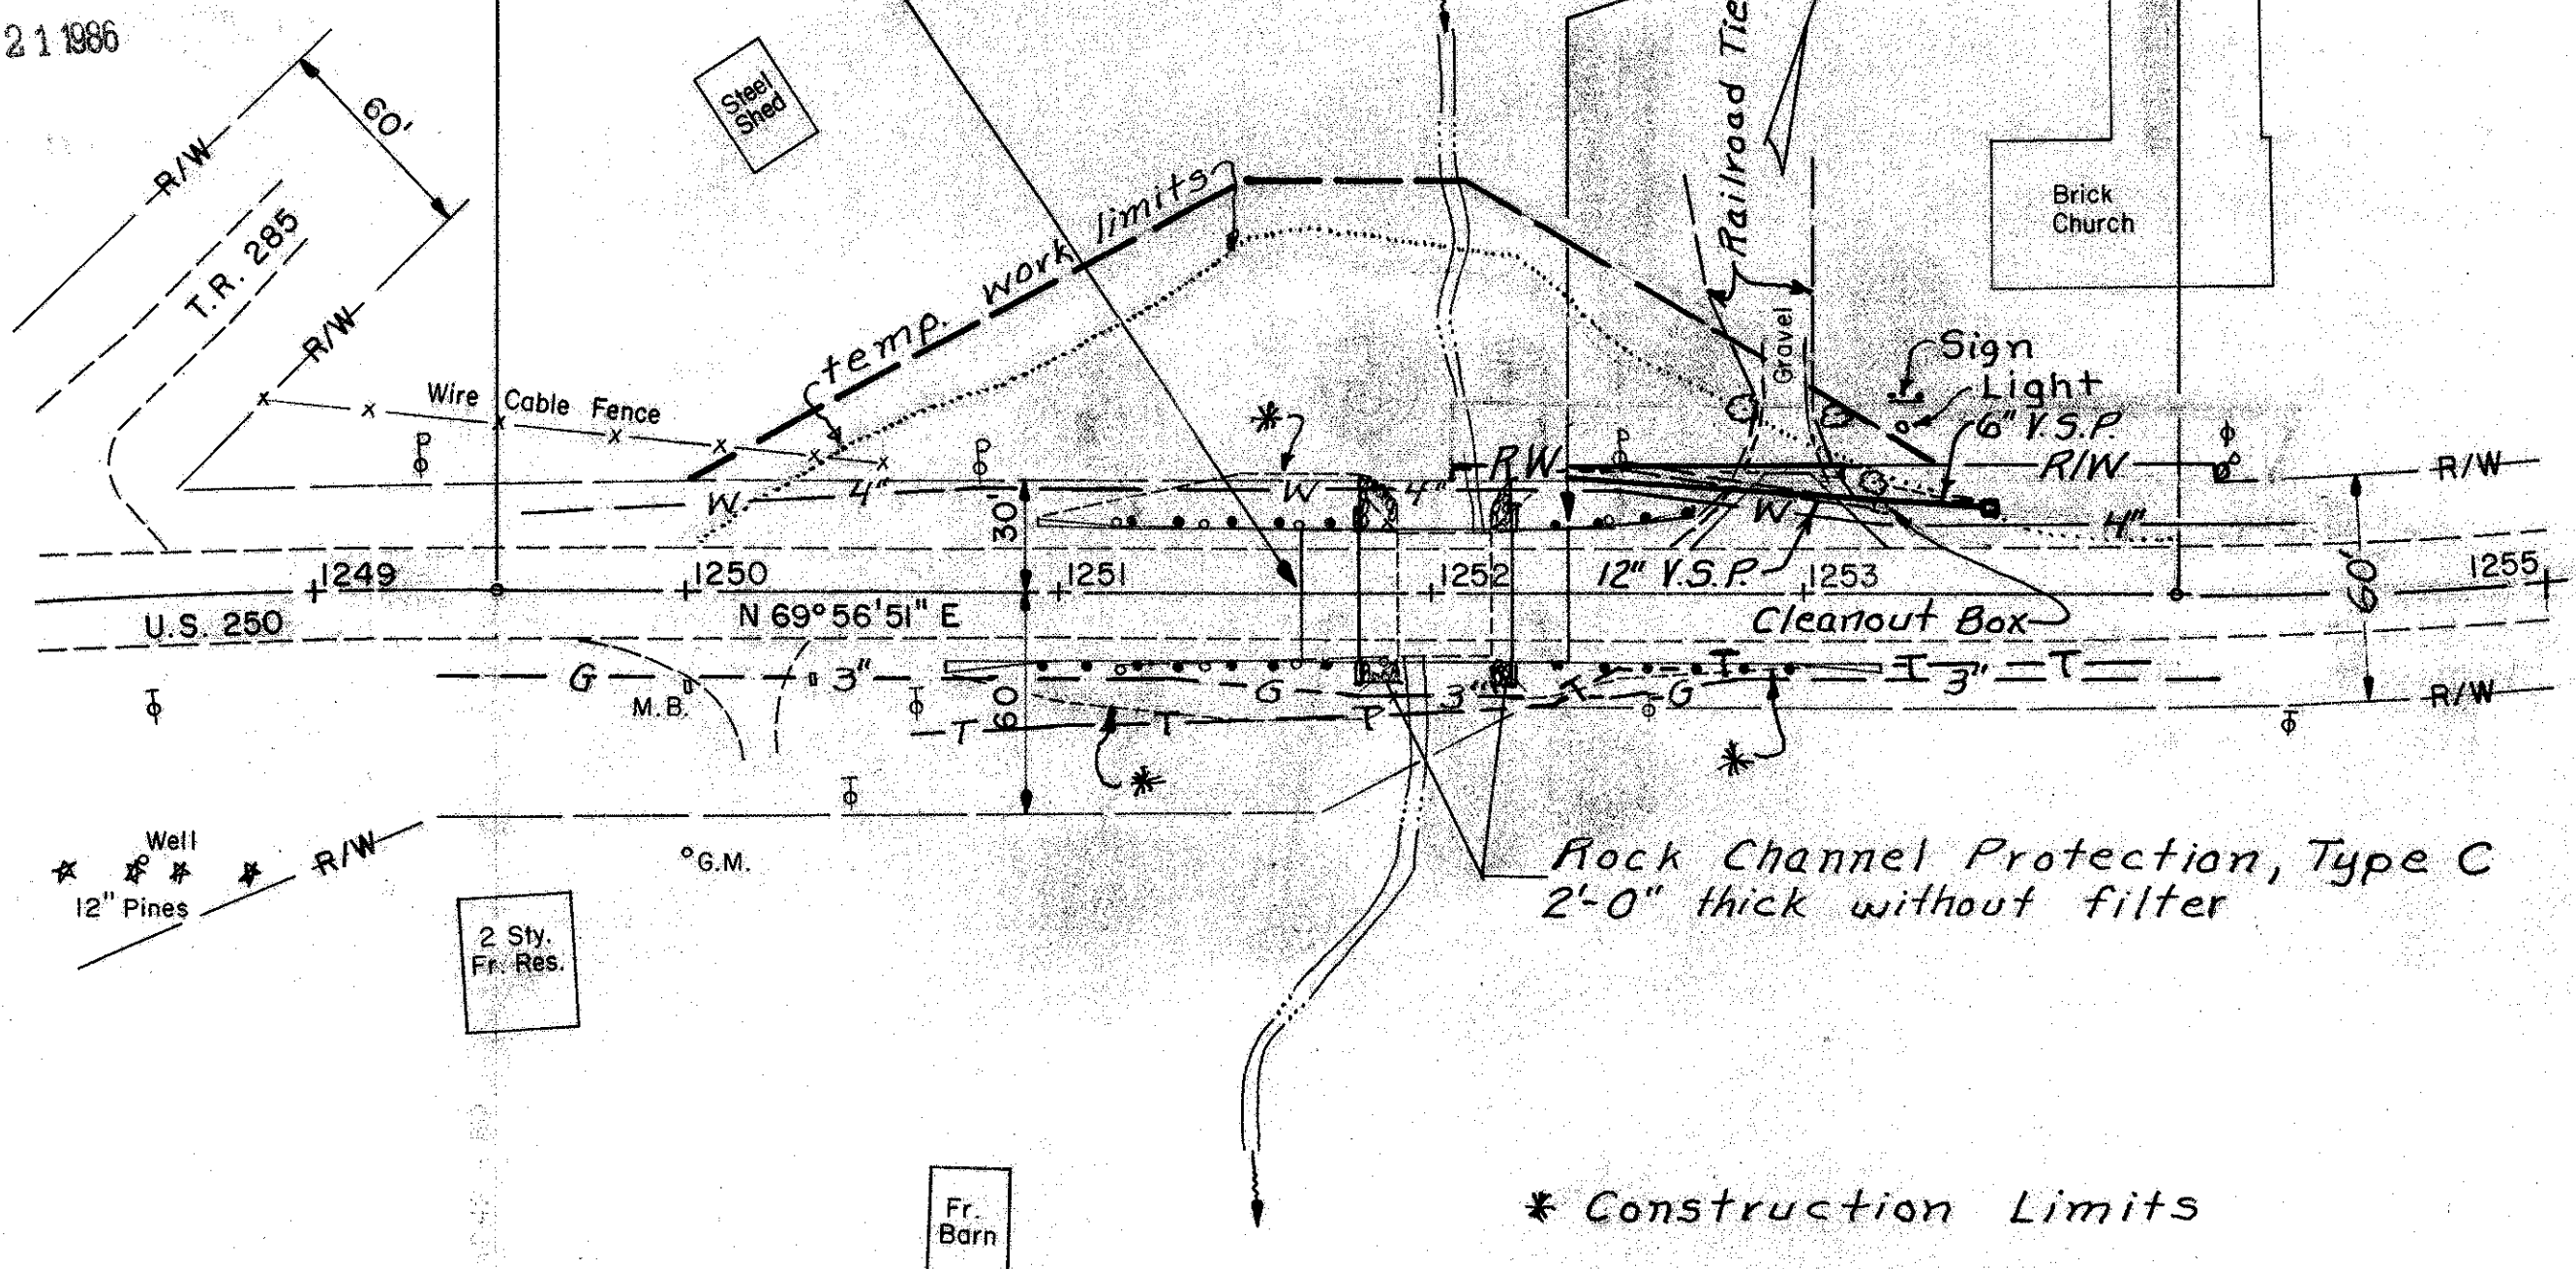 21 1986
60'
R/W
T.R. 285
R/W
Steel
Shed
temp. work limits
Railroad Tie
Gravel
Brick
Church
Sign
Light
6" V.S.P.
Wire Cable Fence
*
R/W
R/W
R/W
W 4" W 4" W 4"
30'
1249
1250
1251
1252
12" V.S.P.
1253
1255
U.S. 250
N 69° 56' 51" E
Cleanout Box
60'
G 3" G 3" G 3"
M.B.
60'
T T T T T T T
R/W
*
*
Well
12" Pines
R/W
G.M.
2 Sty.
Fr. Res.
Rock Channel Protection, Type C
2'-0" thick without filter
Fr.
Barn
* Construction Limits